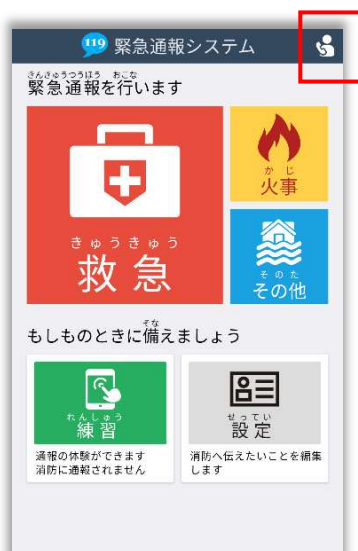 119 緊急通報システム
きんきゅうつうほう おこな
緊急通報を行います
きゅうきゅう
救急
かじ
火事
そのた
その他
そな
もしものときに備えましょう
れんしゅう
練習
通報の体験ができます
消防に通報されません
せってい
設定
消防へ伝えたいことを編集
します